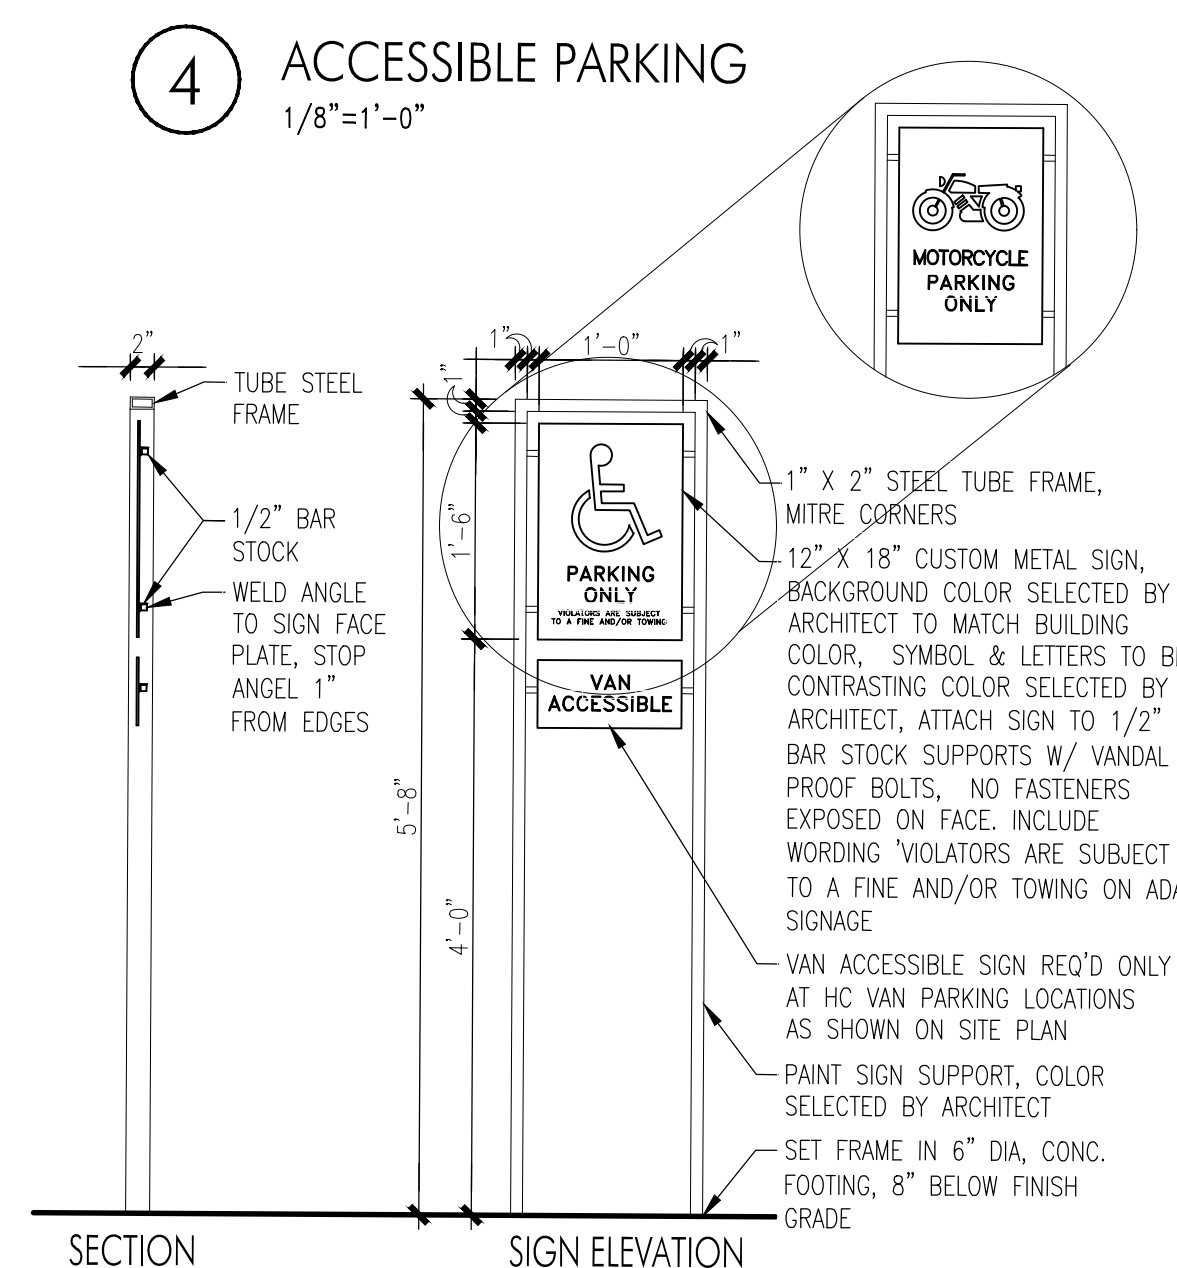 4
ACCESSIBLE PARKING
1/8"=1'-0"
MOTORCYCLE
PARKING
ONLY
2"
1"
1'-0"
1"
1"
TUBE STEEL
FRAME
1'-6"
1/2" BAR
STOCK
WELD ANGLE
TO SIGN FACE
PLATE, STOP
ANGEL 1"
FROM EDGES
PARKING
ONLY
VIOLATORS ARE SUBJECT
TO A FINE AND/OR TOWING
VAN
ACCESSIBLE
5'-8"
4'-0"
1" X 2" STEEL TUBE FRAME,
MITRE CORNERS
12" X 18" CUSTOM METAL SIGN,
BACKGROUND COLOR SELECTED BY
ARCHITECT TO MATCH BUILDING
COLOR, SYMBOL & LETTERS TO
CONTRASTING COLOR SELECTED BY
ARCHITECT, ATTACH SIGN TO 1/2"
BAR STOCK SUPPORTS W/ VANDAL
PROOF BOLTS, NO FASTENERS
EXPOSED ON FACE. INCLUDE
WORDING 'VIOLATORS ARE SUBJECT
TO A FINE AND/OR TOWING ON
SIGNAGE
VAN ACCESSIBLE SIGN REQ'D ONLY
AT HC VAN PARKING LOCATIONS
AS SHOWN ON SITE PLAN
PAINT SIGN SUPPORT, COLOR
SELECTED BY ARCHITECT
SET FRAME IN 6" DIA, CONC.
FOOTING, 8" BELOW FINISH
GRADE
SECTION
SIGN ELEVATION